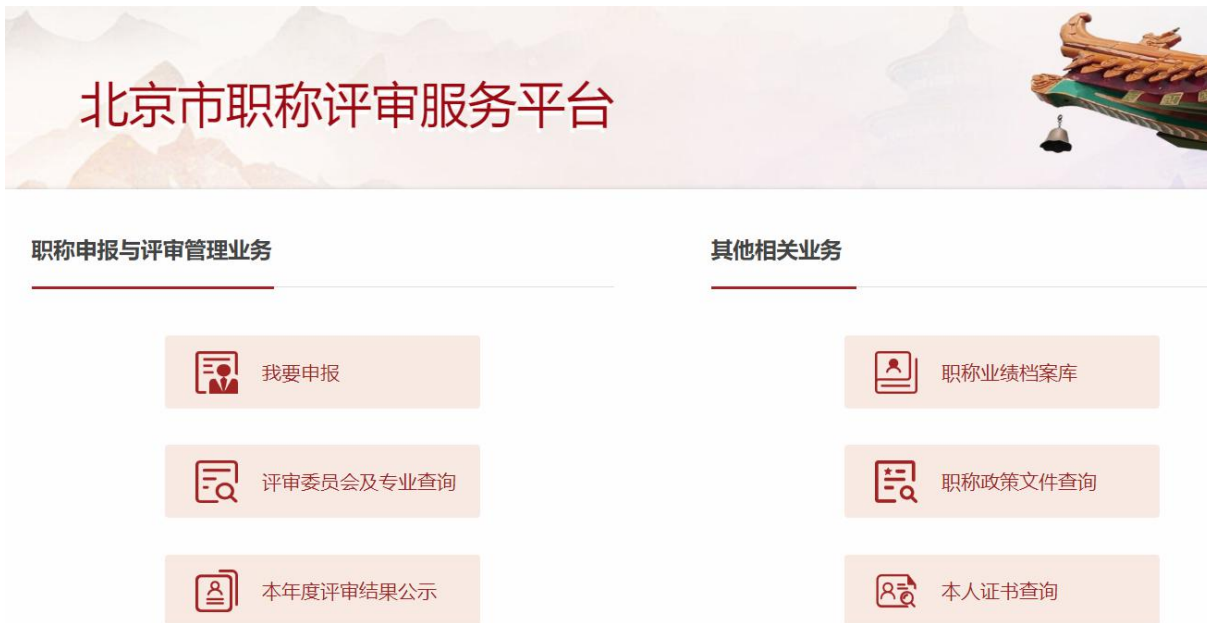 北京市职称评审服务平台
职称申报与评审管理业务
我要申报
评审委员会及专业查询
本年度评审结果公示
其他相关业务
职称业绩档案库
职称政策文件查询
本人证书查询